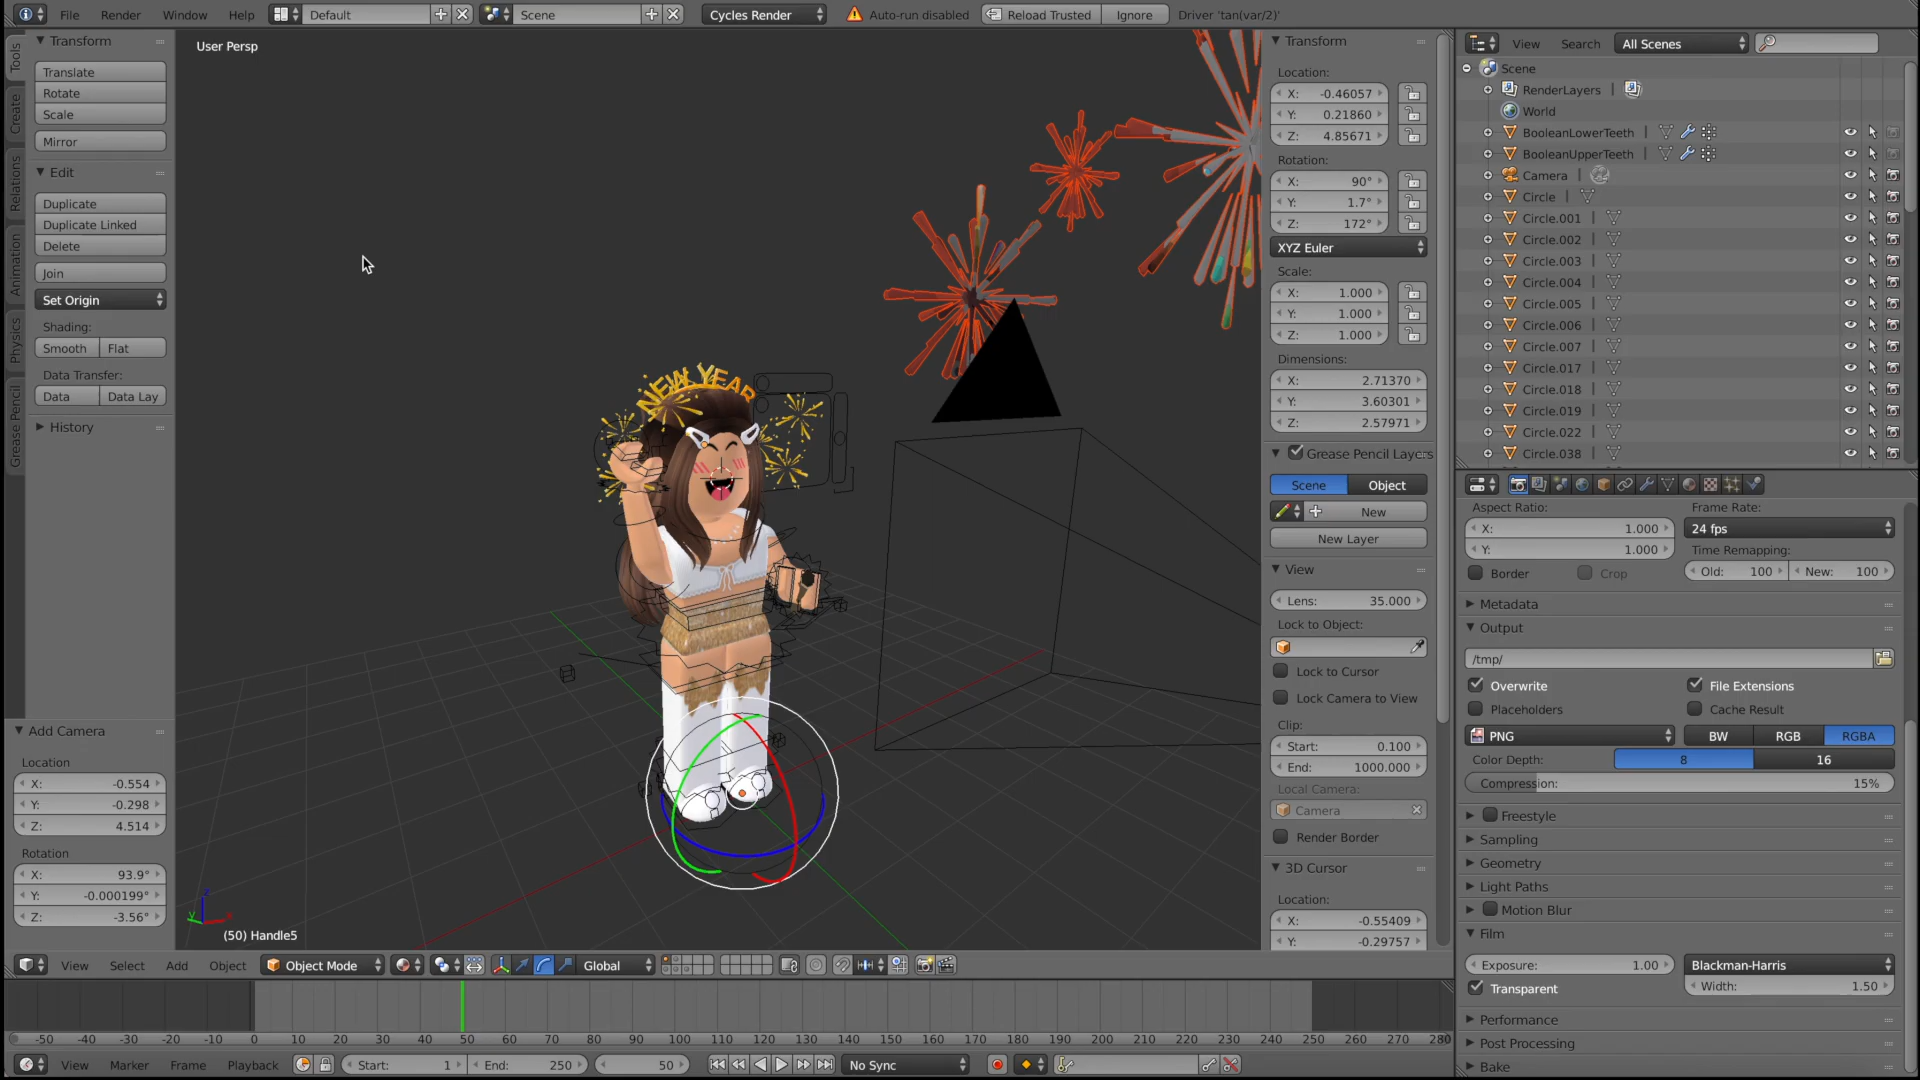 File Render Window Help Default Scene Cycles Render Auto-run disabled Reload Trusted Ignore Driver 'tan(var/2)'
Tools
Create
Relations
Animation
Physics
Grease Pencil
Transform
Translate
Rotate
Scale
Mirror
Edit
Duplicate
Duplicate Linked
Delete
Join
Set Origin
Shading:
Smooth Flat
Data Transfer:
Data Data Lay
History
Add Camera
Location
X: -0.554
Y: -0.298
Z: 4.514
Rotation
X: 93.9°
Y: -0.000199°
Z: -3.56°
User Persp
NEW YEAR
(50) Handle5
Transform
Location:
X: -0.46057
Y: 0.21860
Z: 4.85671
Rotation:
X: 90°
Y: 1.7°
Z: 172°
XYZ Euler
Scale:
X: 1.000
Y: 1.000
Z: 1.000
Dimensions:
X: 2.71370
Y: 3.60301
Z: 2.57971
Grease Pencil Layers
Scene Object
New
New Layer
View
Lens: 35.000
Lock to Object:
Lock to Cursor
Lock Camera to View
Clip:
Start: 0.100
End: 1000.000
Local Camera:
Camera
Render Border
3D Cursor
Location:
X: -0.55409
Y: -0.29757
View Search All Scenes
Scene
RenderLayers
World
BooleanLowerTeeth
BooleanUpperTeeth
Camera
Circle
Circle.001
Circle.002
Circle.003
Circle.004
Circle.005
Circle.006
Circle.007
Circle.017
Circle.018
Circle.019
Circle.022
Circle.038
Aspect Ratio: Frame Rate:
X: 1.000 24 fps
Y: 1.000 Time Remapping:
Border Crop Old: 100 New: 100
Metadata
Output
/tmp/
Overwrite File Extensions
Placeholders Cache Result
PNG BW RGB RGBA
Color Depth: 8 16
Compression: 15%
Freestyle
Sampling
Geometry
Light Paths
Motion Blur
Film
Exposure: 1.00 Blackman-Harris
Transparent Width: 1.50
Performance
Post Processing
Bake
View Select Add Object Object Mode Global
-50 -40 -30 -20 -10 0 10 20 30 40 50 60 70 80 90 100 110 120 130 140 150 160 170 180 190 200 210 220 230 240 250 260 270 280
View Marker Frame Playback Start: 1 End: 250 50 No Sync